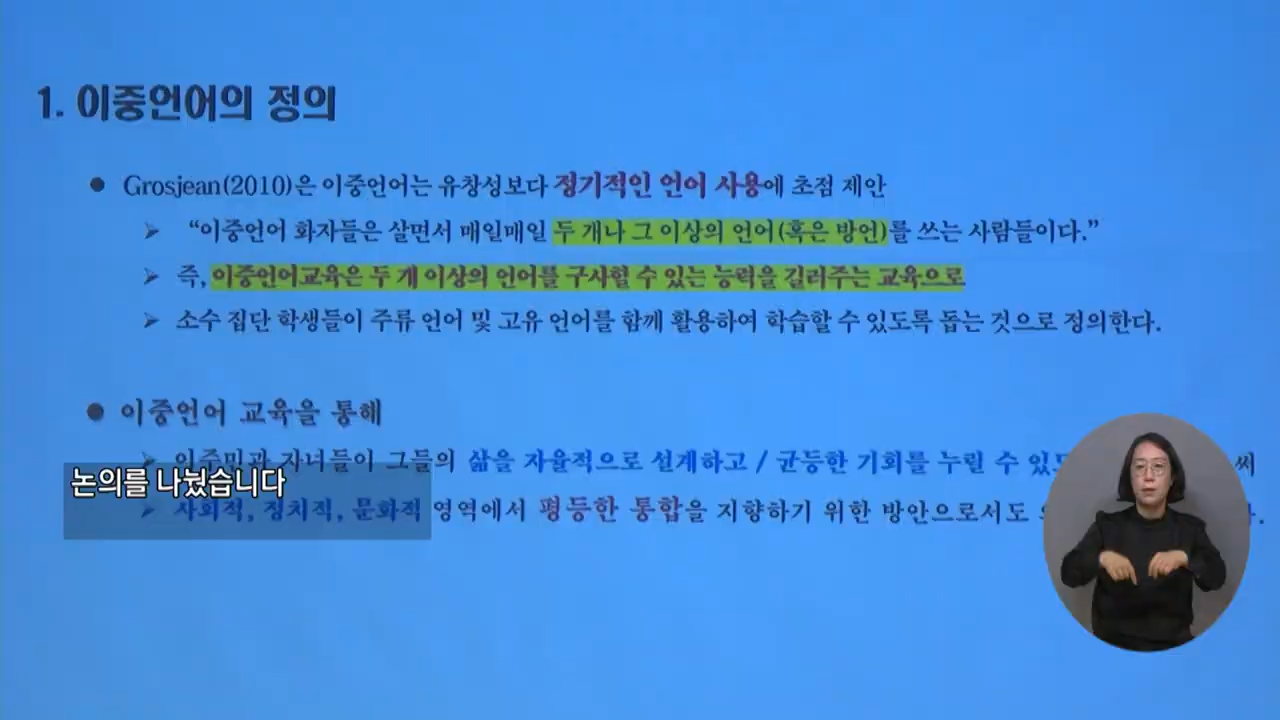 1. 이중언어의 정의
● Grosjean(2010)은 이중언어는 유창성보다 정기적인 언어 사용에 초점 제안
➢ “이중언어 화자들은 살면서 매일매일 두 개나 그 이상의 언어(혹은 방언)를 쓰는 사람들이다.”
➢ 즉, 이중언어교육은 두 개 이상의 언어를 구사할 수 있는 능력을 길러주는 교육으로
➢ 소수 집단 학생들이 주류 언어 및 고유 언어를 함께 활용하여 학습할 수 있도록 돕는 것으로 정의한다.
● 이중언어 교육을 통해
➢ 이주민과 자녀들이 그들의 삶을 자율적으로 설계하고 / 균등한 기회를 누릴 수 있도 써
논의를 나눴습니다
➢ 사회적, 정치적, 문화적 영역에서 평등한 통합을 지향하기 위한 방안으로서도